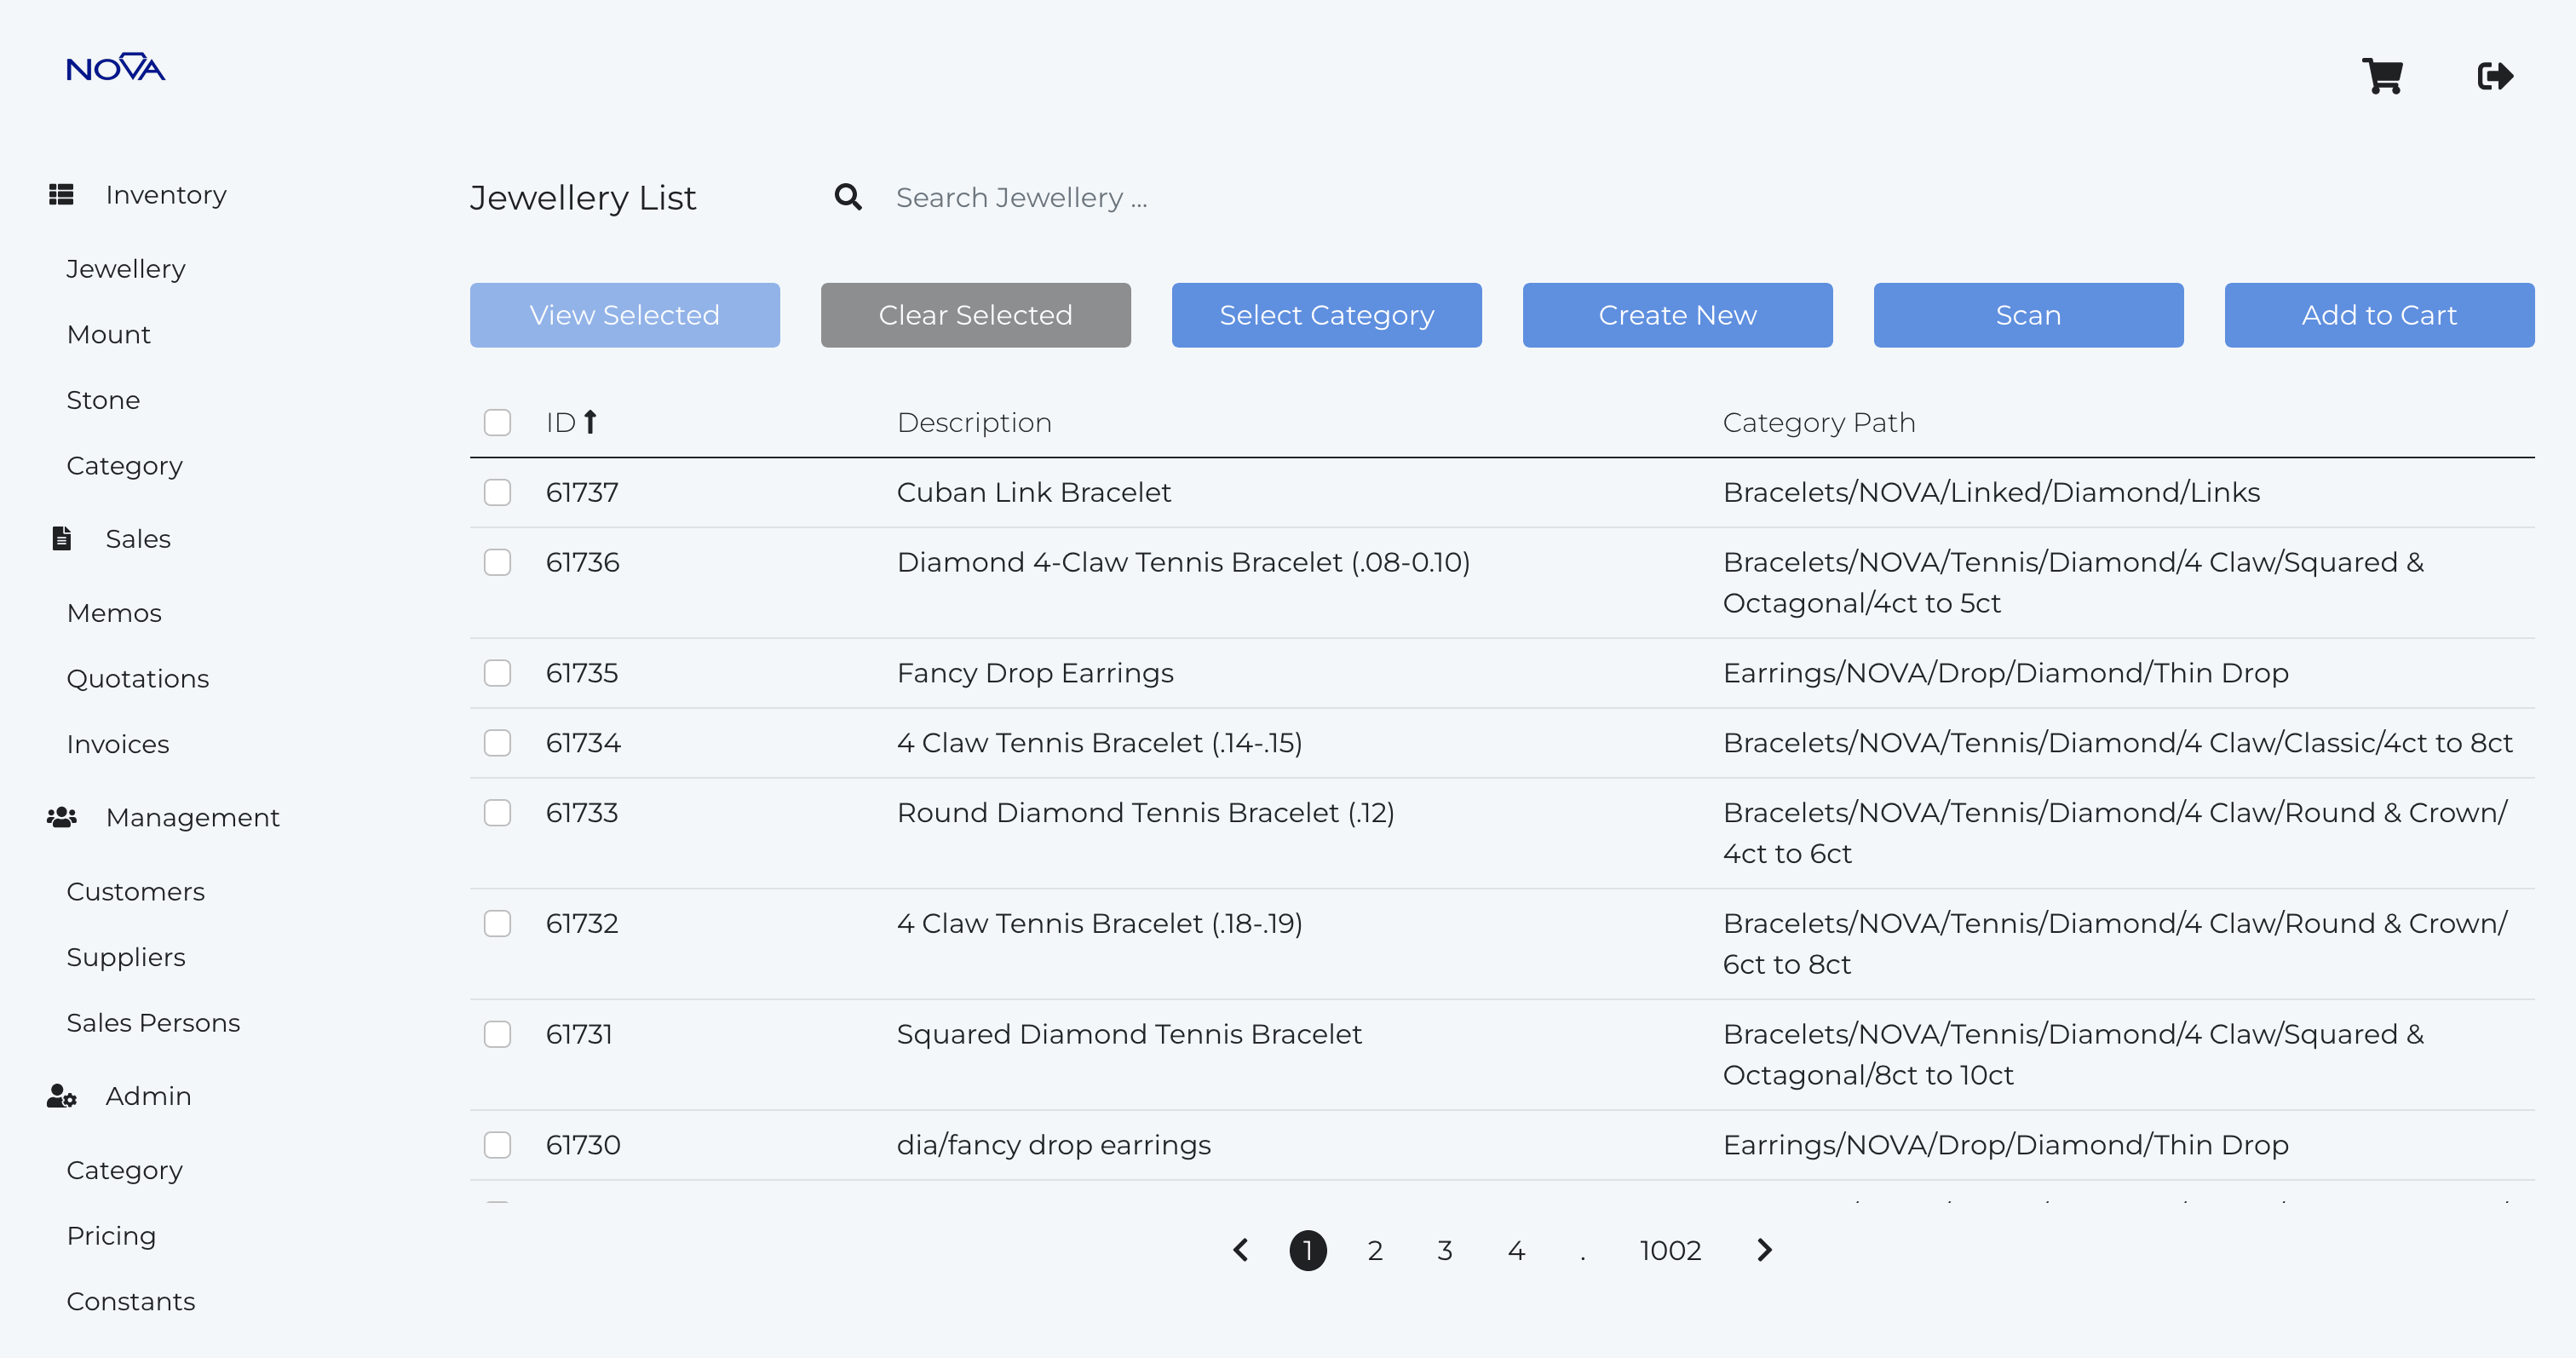 NOVA
Inventory
Jewellery
Mount
Stone
Category
Sales
Memos
Quotations
Invoices
Management
Customers
Suppliers
Sales Persons
Admin
Category
Pricing
Constants
Jewellery List
Search Jewellery ...
View Selected
Clear Selected
Select Category
Create New
Scan
Add to Cart
ID Description Category Path
61737 Cuban Link Bracelet Bracelets/NOVA/Linked/Diamond/Links
61736 Diamond 4-Claw Tennis Bracelet (.08-0.10) Bracelets/NOVA/Tennis/Diamond/4 Claw/Squared &
Octagonal/4ct to 5ct
61735 Fancy Drop Earrings Earrings/NOVA/Drop/Diamond/Thin Drop
61734 4 Claw Tennis Bracelet (.14-.15) Bracelets/NOVA/Tennis/Diamond/4 Claw/Classic/4ct to 8ct
61733 Round Diamond Tennis Bracelet (.12) Bracelets/NOVA/Tennis/Diamond/4 Claw/Round & Crown/
4ct to 6ct
61732 4 Claw Tennis Bracelet (.18-.19) Bracelets/NOVA/Tennis/Diamond/4 Claw/Round & Crown/
6ct to 8ct
61731 Squared Diamond Tennis Bracelet Bracelets/NOVA/Tennis/Diamond/4 Claw/Squared &
Octagonal/8ct to 10ct
61730 dia/fancy drop earrings Earrings/NOVA/Drop/Diamond/Thin Drop
1 2 3 4 . 1002